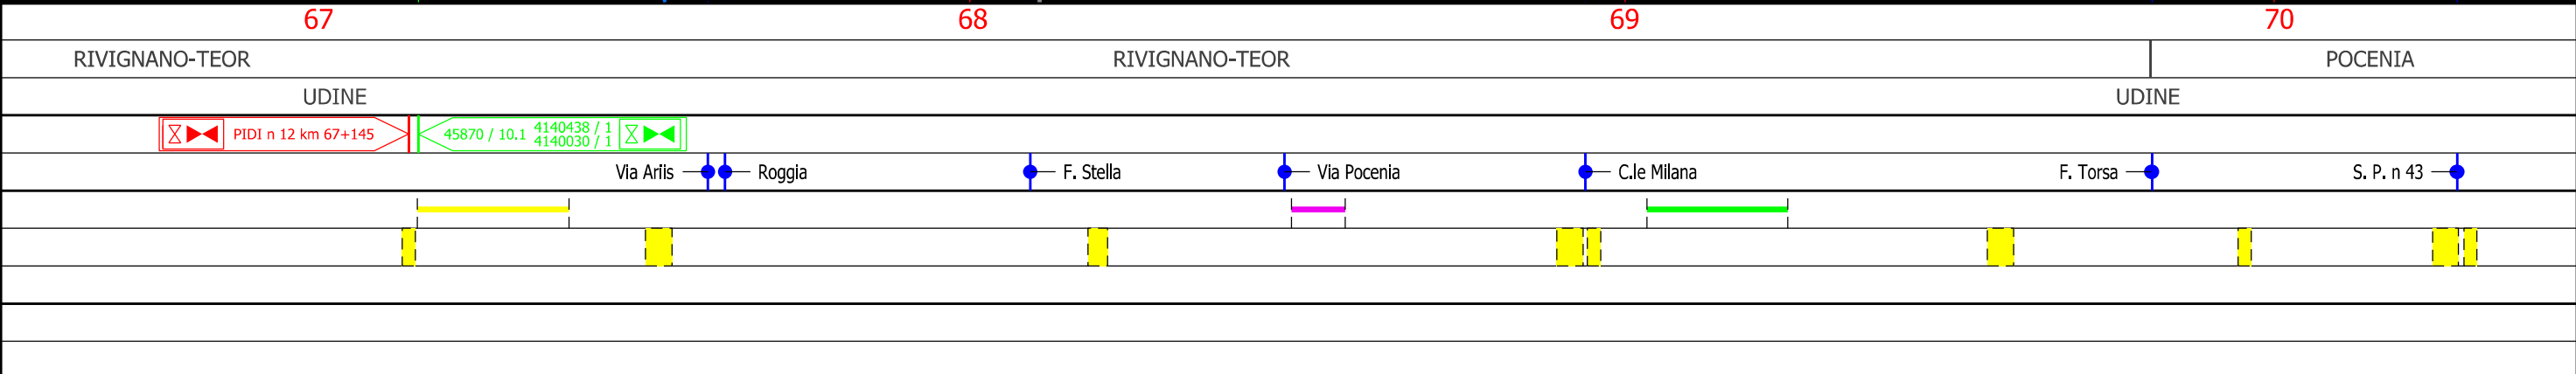 67 68 69 70
RIVIGNANO-TEOR RIVIGNANO-TEOR POCENIA
UDINE UDINE
PIDI n 12 km 67+145 45870 / 10.1 4140438 / 1
4140030 / 1
Via Ariis Roggia F. Stella Via Pocenia C.le Milana F. Torsa S. P. n 43